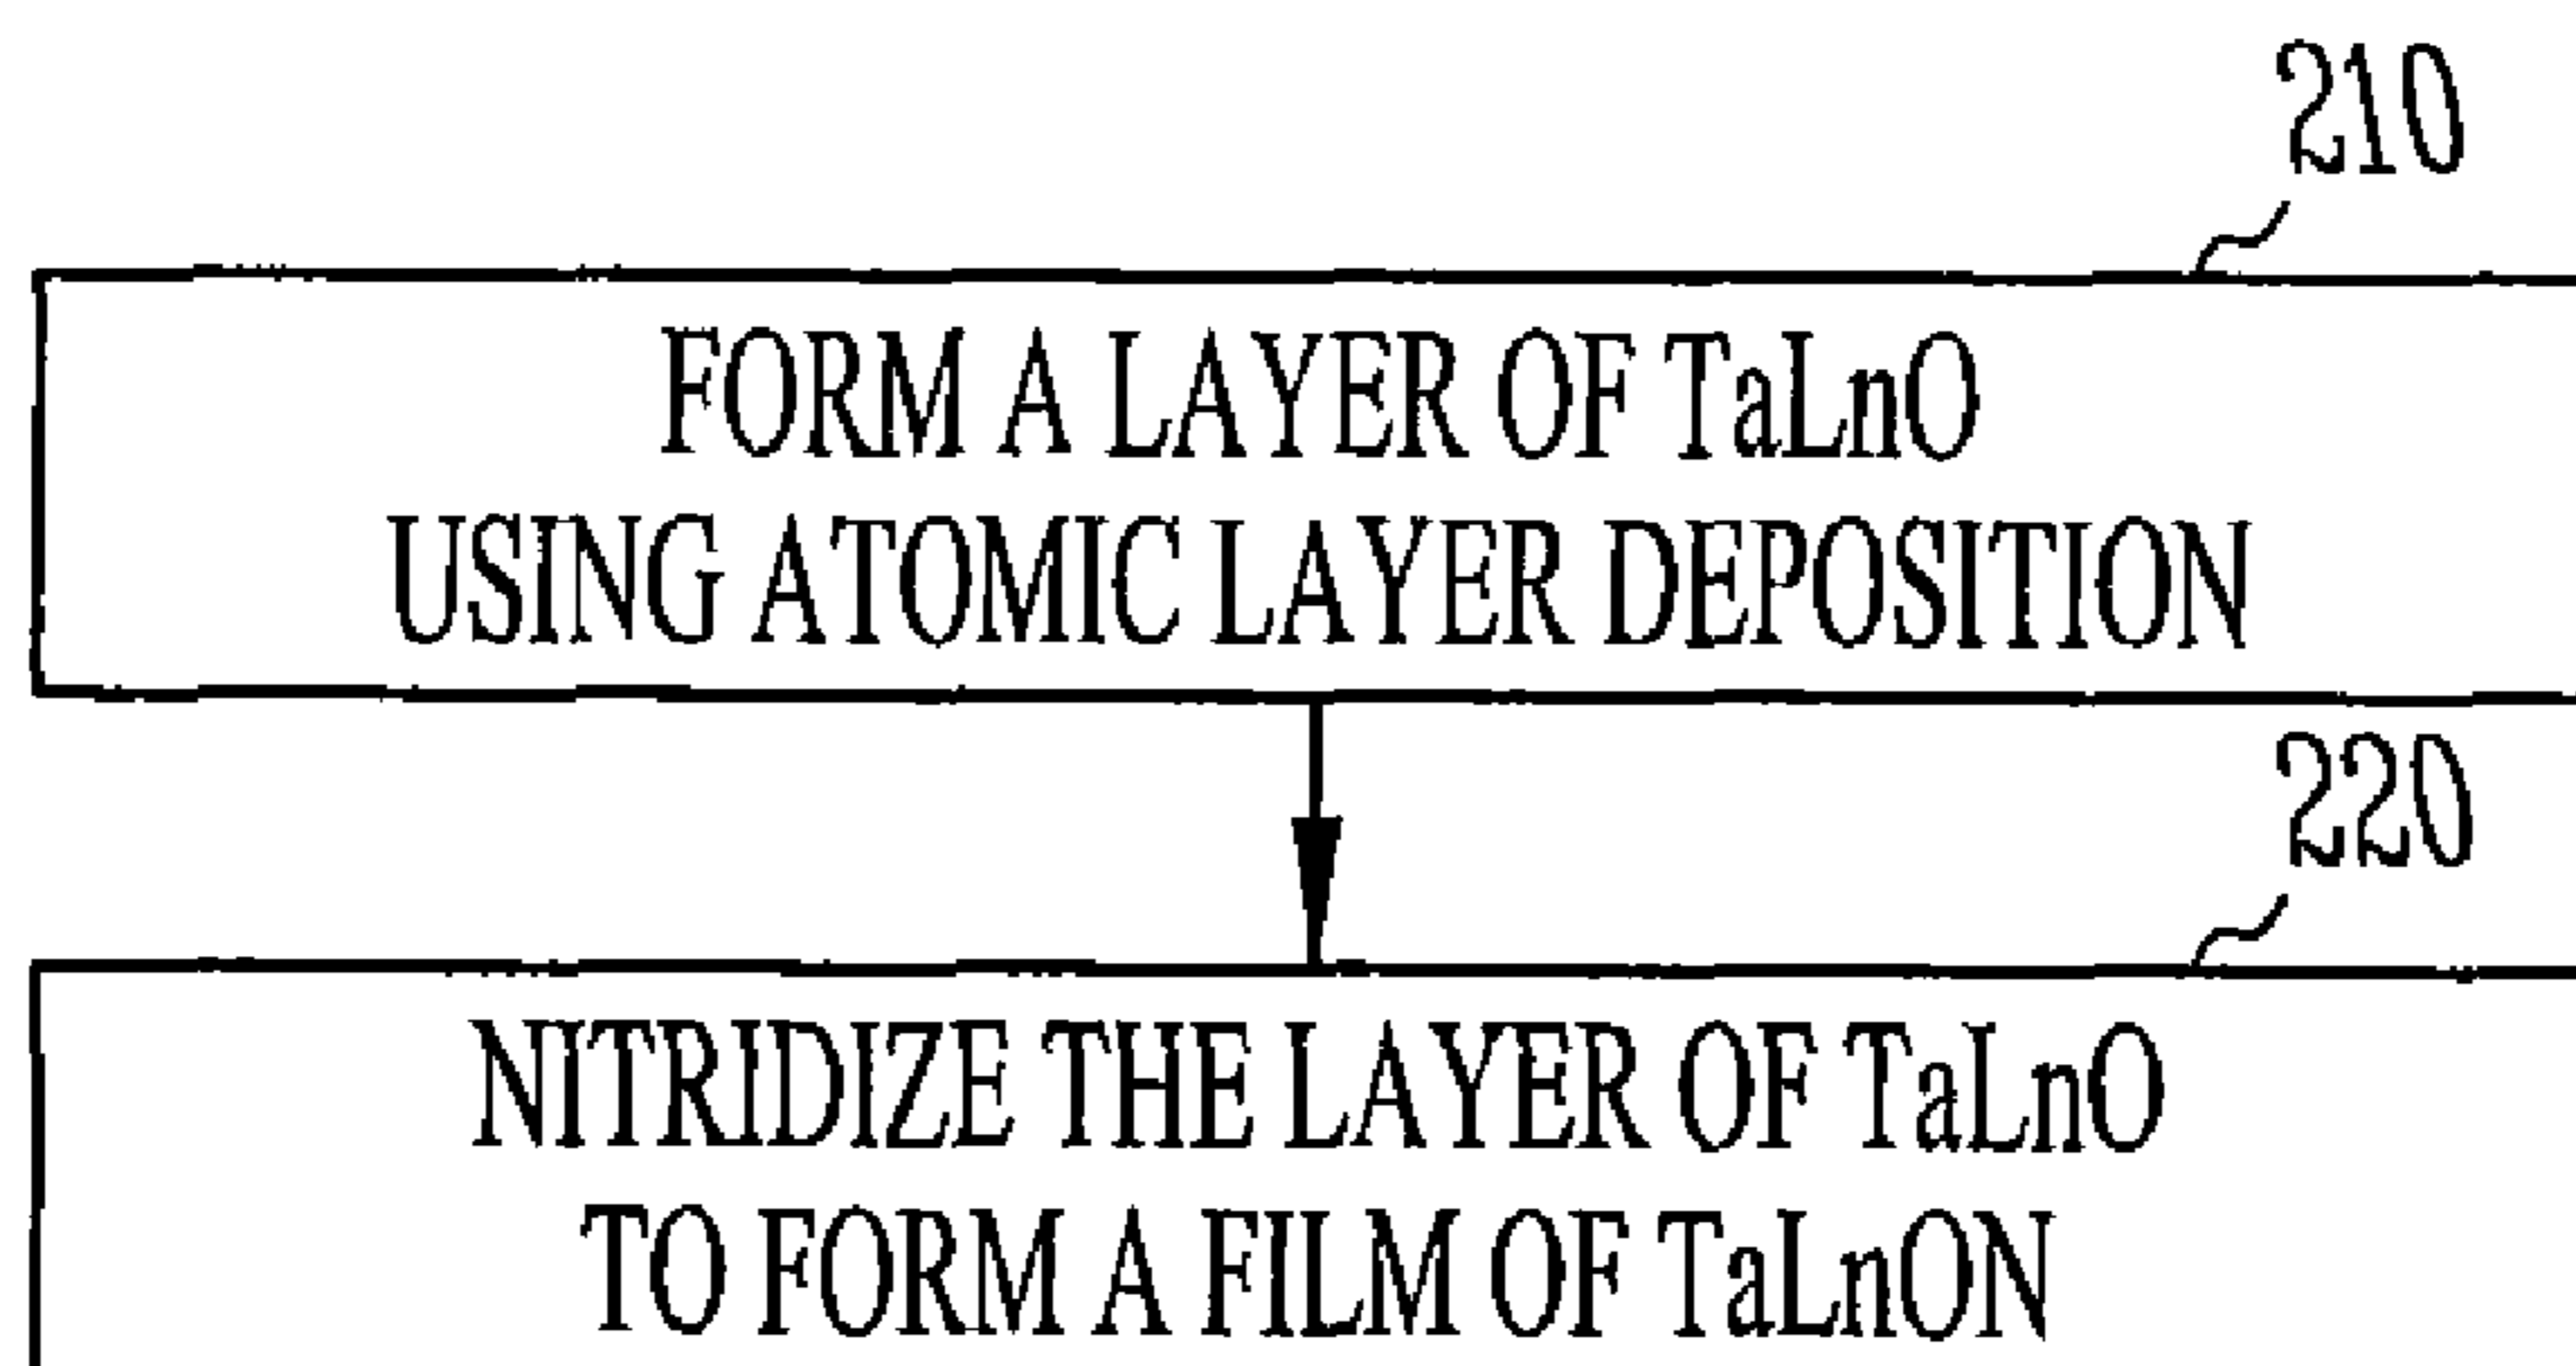 210
FORM A LAYER OF TaLnO
USING ATOMIC LAYER DEPOSITION
220
NITRIDIZE THE LAYER OF TaLnO
TO FORM A FILM OF TaLnON